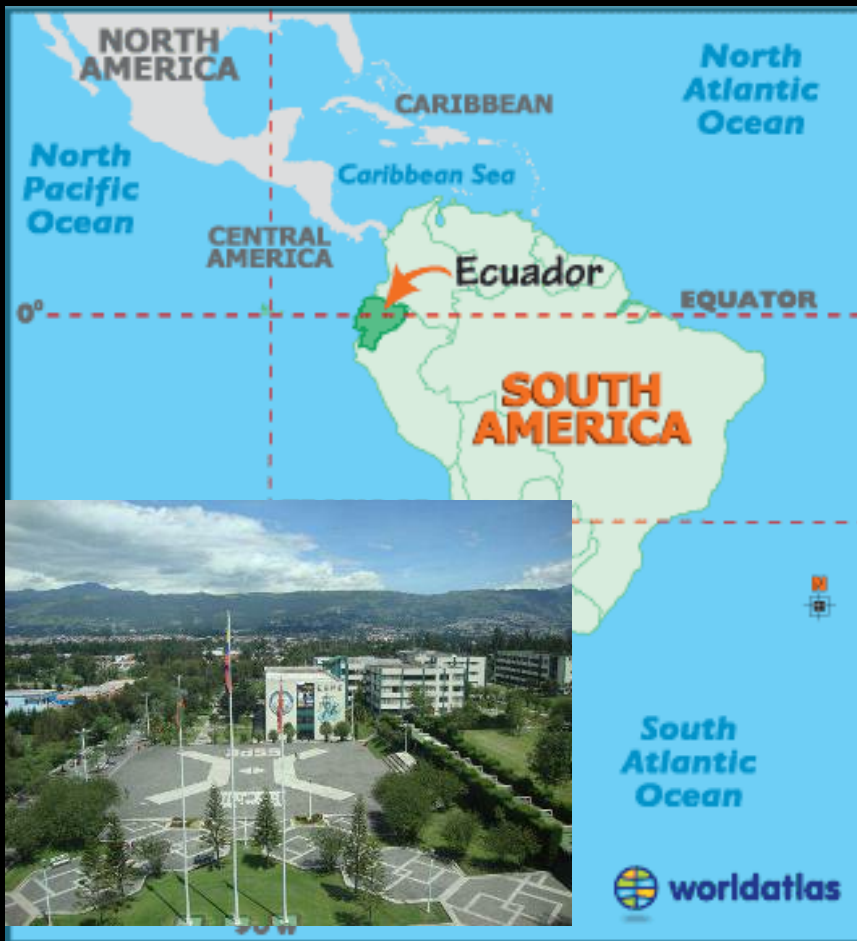 NORTH
AMERICA
North
Atlantic
Ocean
CARIBBEAN
North
Pacific
Ocean
Caribbean Sea
CENTRAL
AMERICA
Ecuador
EQUATOR
0°
SOUTH
AMERICA
N
ESPE
South
Atlantic
Ocean
worldatlas